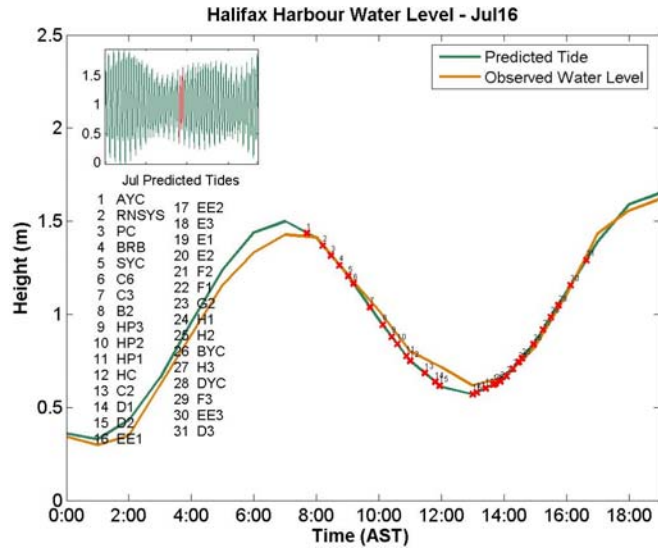 Halifax Harbour Water Level - Jul16
2.5
2
1.5
1
0.5
0
Height (m)
1.5
1
0.5
0
Jul Predicted Tides
Predicted Tide
Observed Water Level
1 AYC
2 RNSYS
3 PC
4 BRB
5 SYC
6 C6
7 C3
8 B2
9 HP3
10 HP2
11 HP1
12 HC
13 C2
14 D1
15 D2
16 EE1
17 EE2
18 E3
19 E1
20 E2
21 F2
22 F1
23 G2
24 H1
25 H2
26 BYC
27 H3
28 DYC
29 F3
30 EE3
31 D3
0:00 2:00 4:00 6:00 8:00 10:00 12:00 14:00 16:00 18:00
Time (AST)